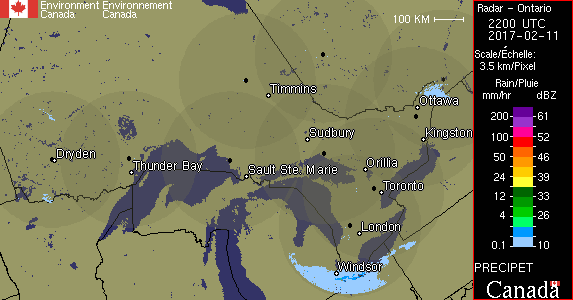 Environment Environnement
Canada Canada
100 KM
Timmins
Ottawa
Sudbury
Kingston
Dryden
Thunder Bay
Sault Ste. Marie
Orillia
Toronto
London
Windsor
Radar - Ontario
2200 UTC
2017-02-11
Scale/Échelle:
3.5 km/Pixel
Rain/Pluie
mm/hr dBZ
200 61
100 52
50 46
24 39
12 33
4 26
0.1 10
PRECIPET
Canada